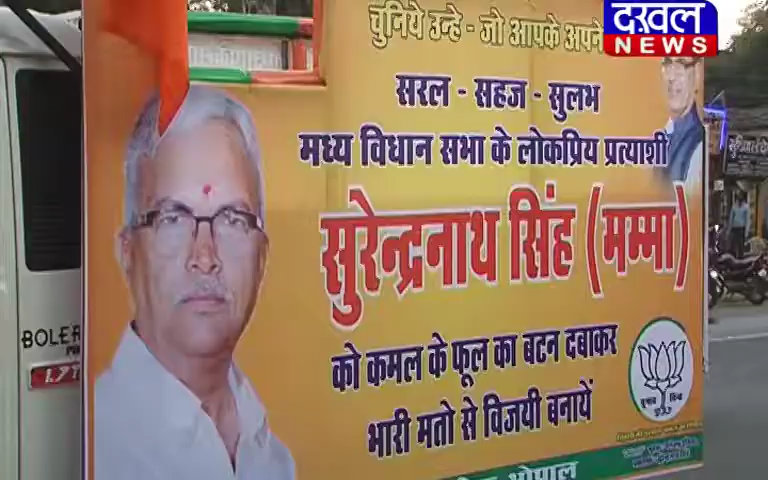 दख़ल
NEWS
चुनिये उन्हे - जो आपके अपने
सरल - सहज - सुलभ
मध्य विधान सभा के लोकप्रिय प्रत्याशी
सुरेन्द्रनाथ सिंह (मम्मा)
को कमल के फूल का बटन दबाकर
भारी मतो से विजयी बनायें
चुनाव चिन्ह
भोपाल
BOLER